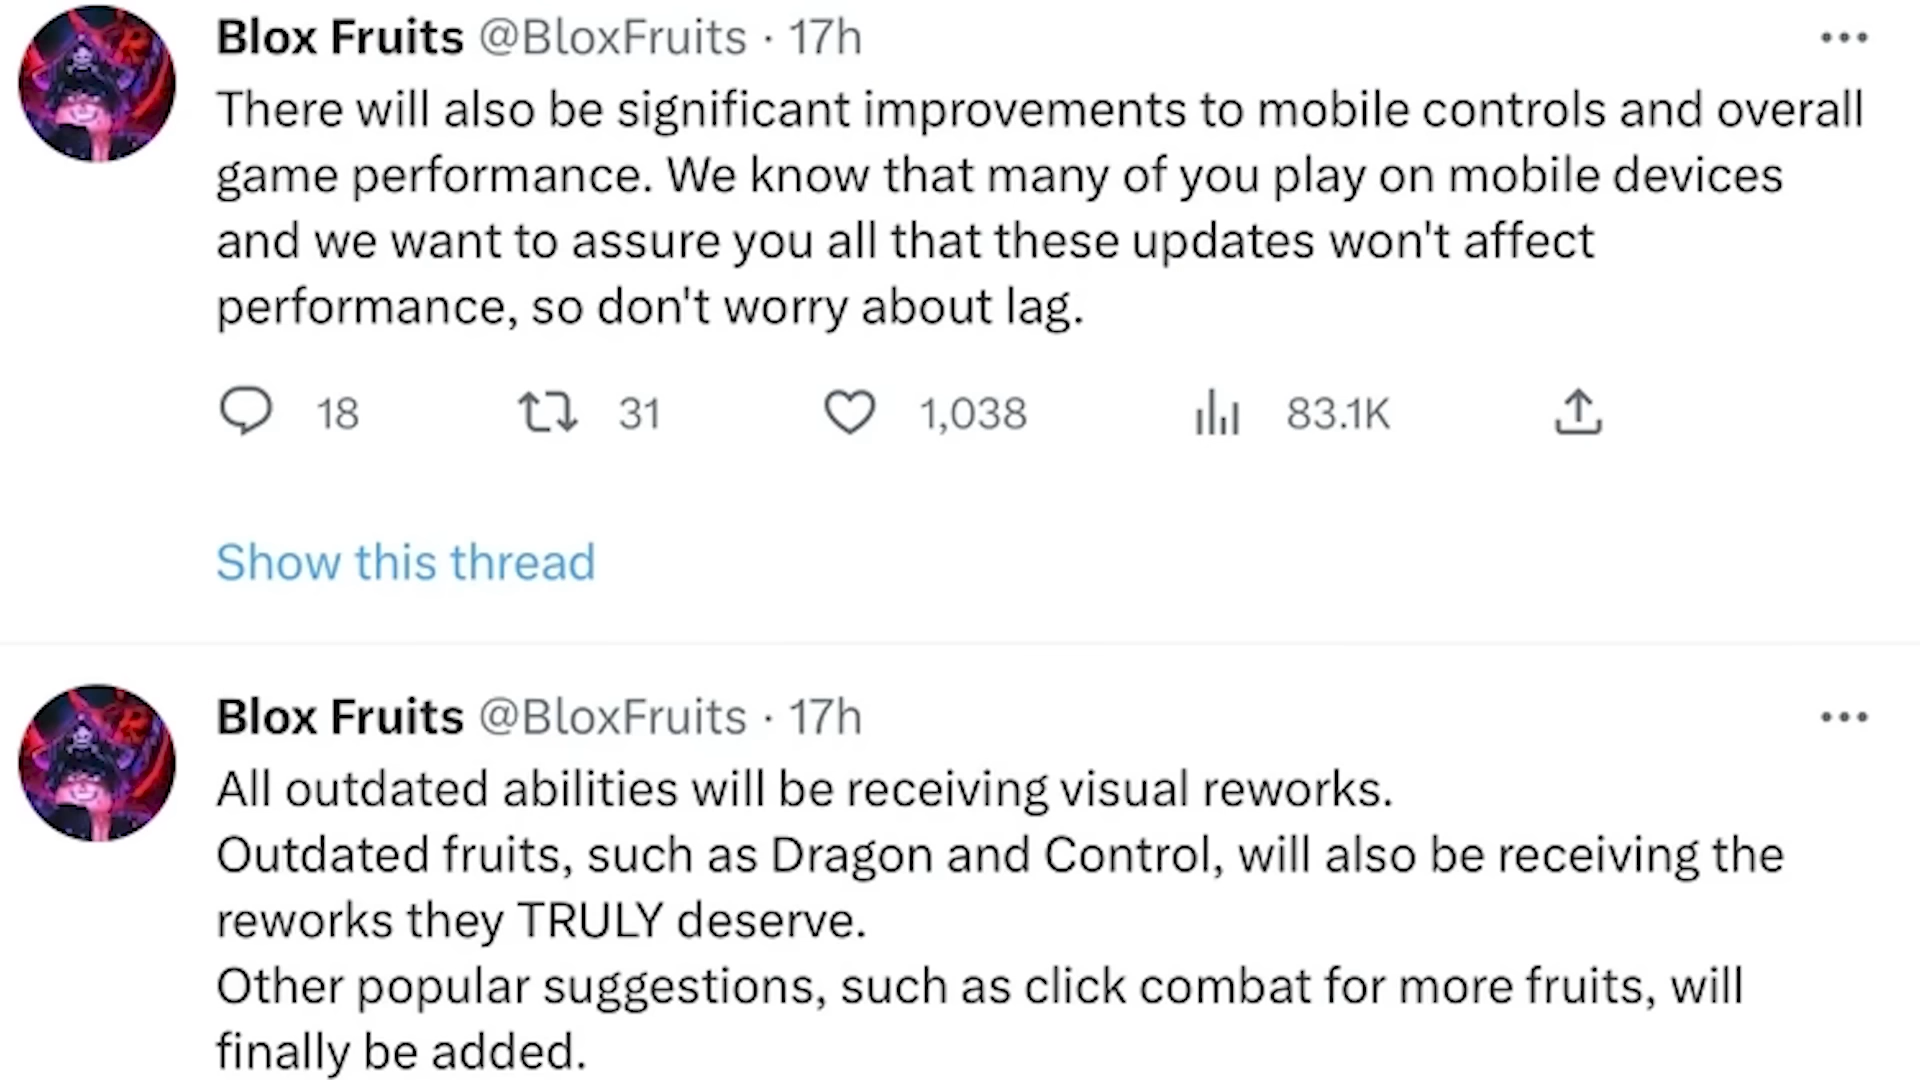 Blox Fruits @BloxFruits · 17h
There will also be significant improvements to mobile controls and overall
game performance. We know that many of you play on mobile devices
and we want to assure you all that these updates won't affect
performance, so don't worry about lag.
18 31 1,038 83.1K
Show this thread
Blox Fruits @BloxFruits · 17h
All outdated abilities will be receiving visual reworks.
Outdated fruits, such as Dragon and Control, will also be receiving the
reworks they TRULY deserve.
Other popular suggestions, such as click combat for more fruits, will
finally be added.